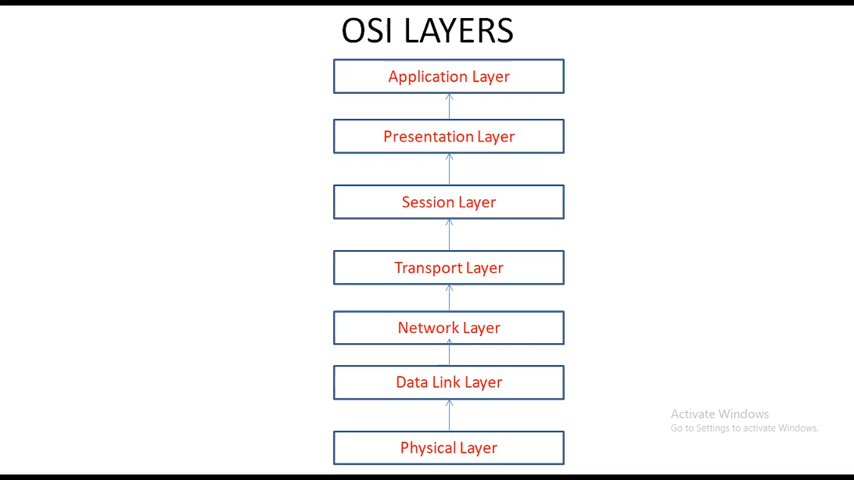 OSI LAYERS
Application Layer
Presentation Layer
Session Layer
Transport Layer
Network Layer
Data Link Layer
Physical Layer
Activate Windows
Go to Settings to activate Windows.